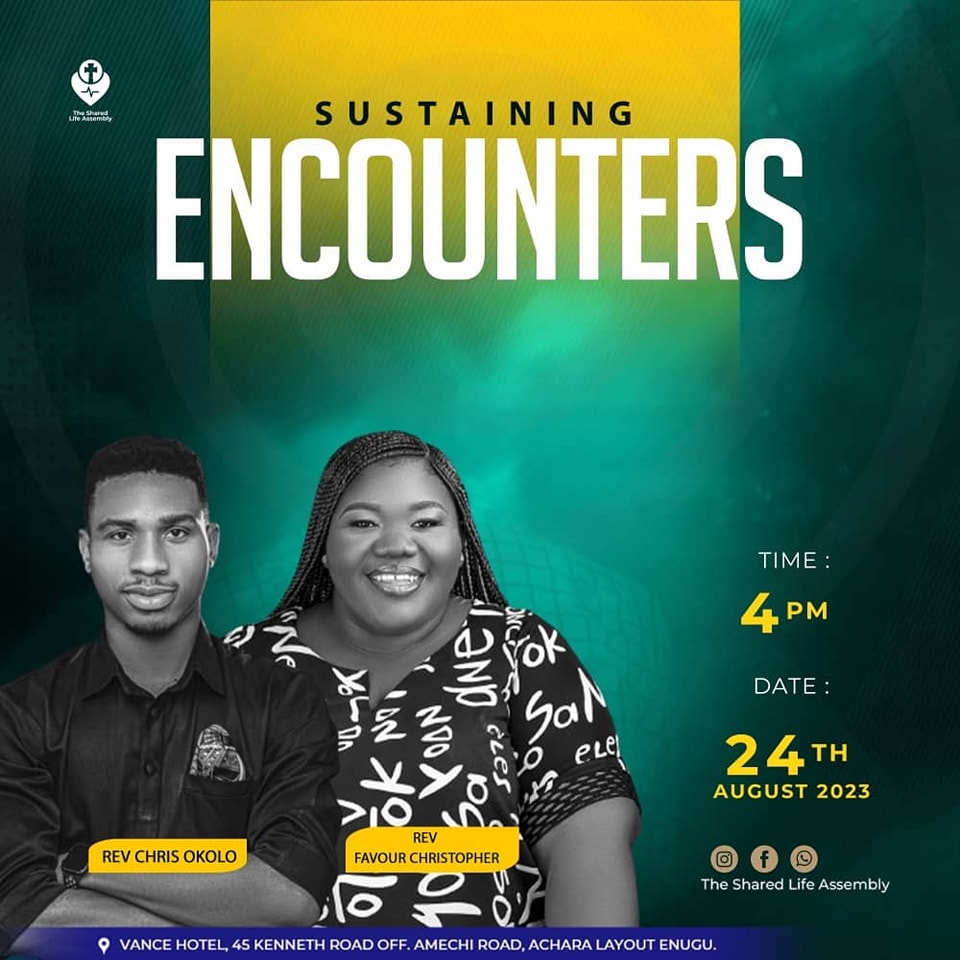 The Shared
Life Assembly
SUSTAINING
ENCOUNTERS
TIME :
4 PM
DATE :
24TH
AUGUST 2023
REV CHRIS OKOLO
REV
FAVOUR CHRISTOPHER
The Shared Life Assembly
VANCE HOTEL, 45 KENNETH ROAD OFF. AMECHI ROAD, ACHARA LAYOUT ENUGU.